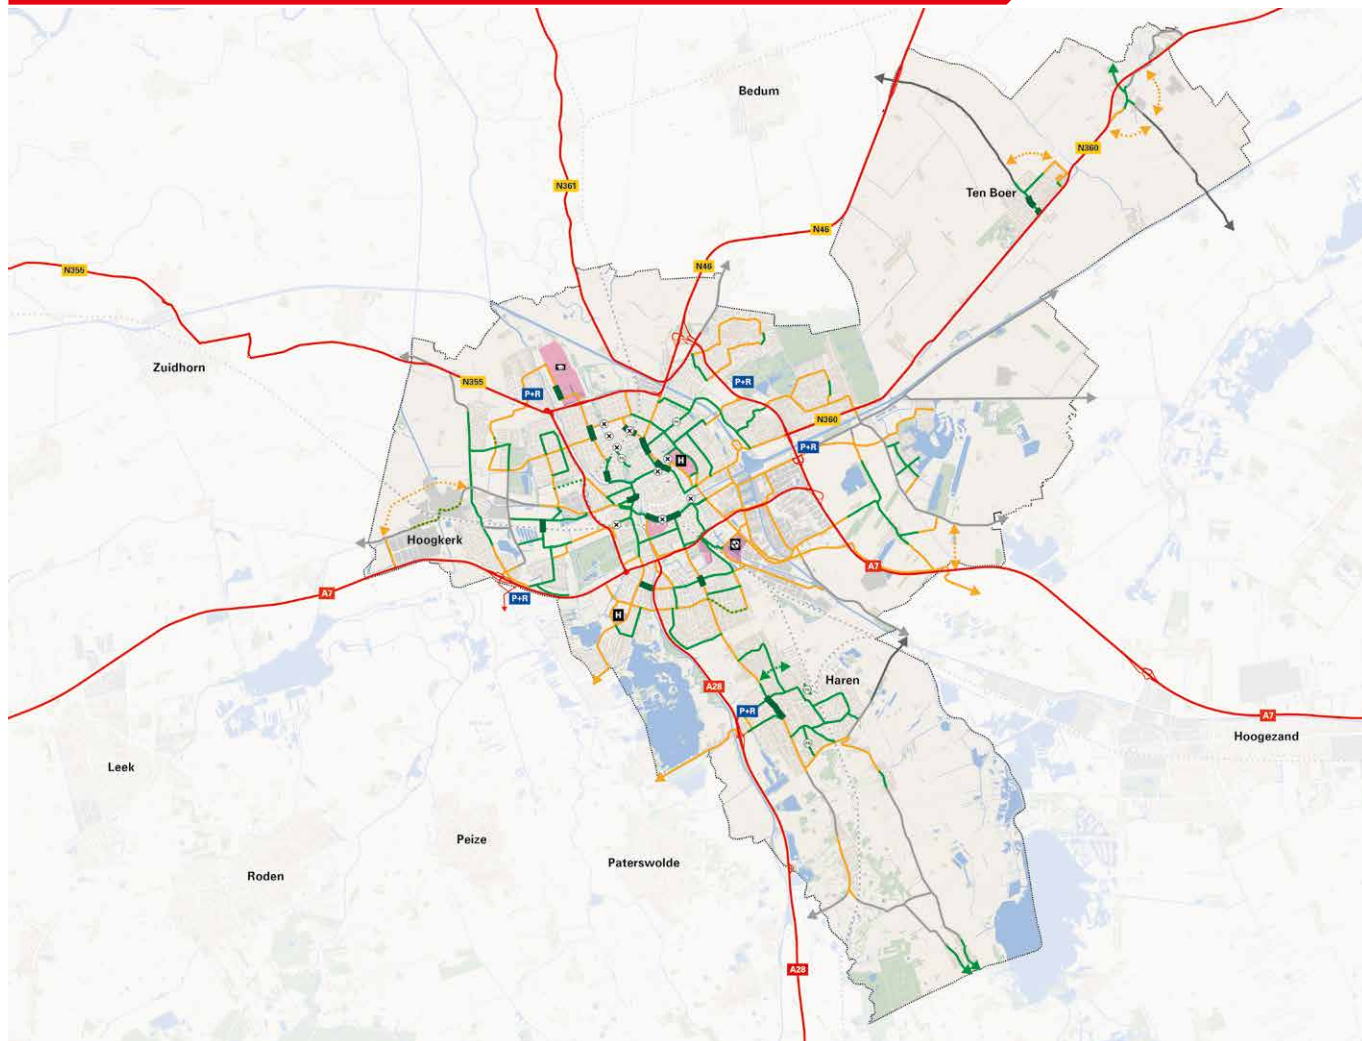 Bedum
N360
N361
Ten Boer
N46
N46
N355
Zuidhorn
N355
P+R
P+R
N360
P+R
H
Hoogkerk
A7
A7
P+R
H
Haren
A28
P+R
A7
Hoogezand
Leek
Peize
Paterswolde
Roden
A28